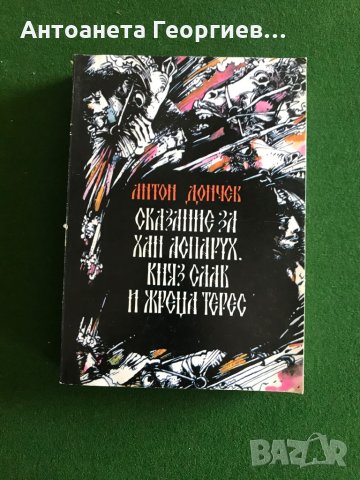 Антоанета Георгиев...
АНТОН ДОНЧЕВ
СКАЗАНИЕ ЗА
ХАН АСПАРУХ,
КНЯЗ СЛАВ
И ЖРЕЦА ТЕРЕС
BAZAR